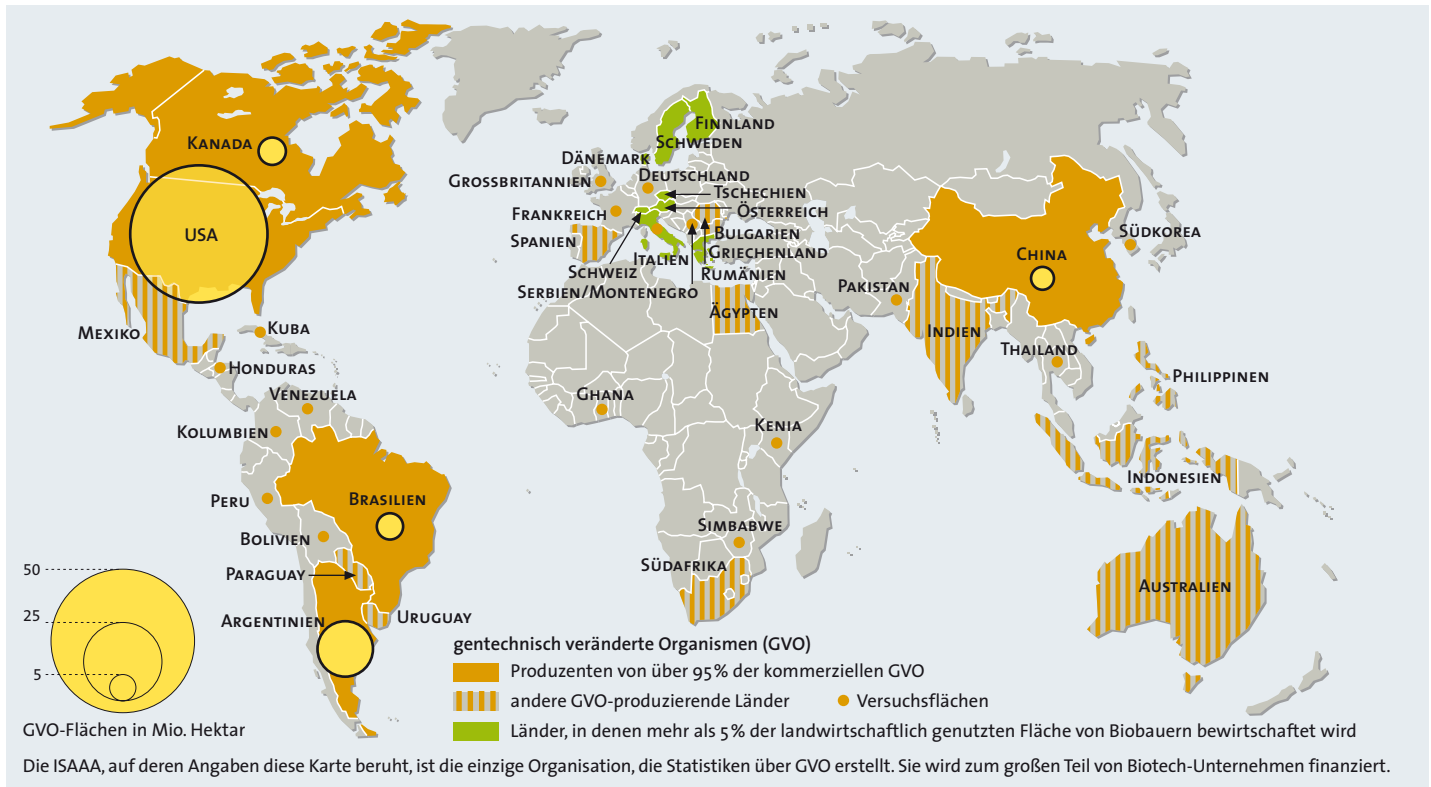 KANADA
USA
MEXIKO
KUBA
HONDURAS
VENEZUELA
KOLUMBIEN
PERU
BRASILIEN
BOLIVIEN
PARAGUAY
ARGENTINIEN
URUGUAY
FINNLAND
SCHWEDEN
DÄNEMARK
DEUTSCHLAND
GROSSBRITANNIEN
TSCHECHIEN
ÖSTERREICH
FRANKREICH
SPANIEN
BULGARIEN
GRIECHENLAND
ITALIEN
SCHWEIZ
RUMÄNIEN
SERBIEN/MONTENEGRO
ÄGYPTEN
GHANA
KENIA
SIMBABWE
SÜDAFRIKA
CHINA
SÜDKOREA
PAKISTAN
INDIEN
THAILAND
PHILIPPINEN
INDONESIEN
AUSTRALIEN
50
25
5
GVO-Flächen in Mio. Hektar
gentechnisch veränderte Organismen (GVO)
Produzenten von über 95 % der kommerziellen GVO
andere GVO-produzierende Länder
Versuchsflächen
Länder, in denen mehr als 5 % der landwirtschaftlich genutzten Fläche von Biobauern bewirtschaftet wird
Die ISAAA, auf deren Angaben diese Karte beruht, ist die einzige Organisation, die Statistiken über GVO erstellt. Sie wird zum großen Teil von Biotech-Unternehmen finanziert.